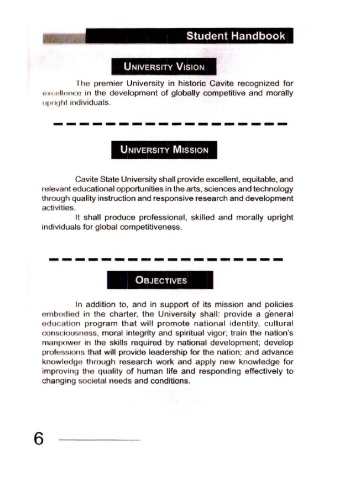 Student Handbook
UNIVERSITY VISION
The premier University in historic Cavite recognized for
excellence in the development of globally competitive and morally
upright individuals.
UNIVERSITY MISSION
Cavite State University shall provide excellent, equitable, and
relevant educational opportunities in the arts, sciences and technology
through quality instruction and responsive research and development
activities.
It shall produce professional, skilled and morally upright
individuals for global competitiveness.
OBJECTIVES
In addition to, and in support of its mission and policies
embodied in the charter, the University shall: provide a general
education program that will promote national identity, cultural
consciousness, moral integrity and spiritual vigor; train the nation's
manpower in the skills required by national development; develop
professions that will provide leadership for the nation; and advance
knowledge through research work and apply new knowledge for
improving the quality of human life and responding effectively to
changing societal needs and conditions.
6